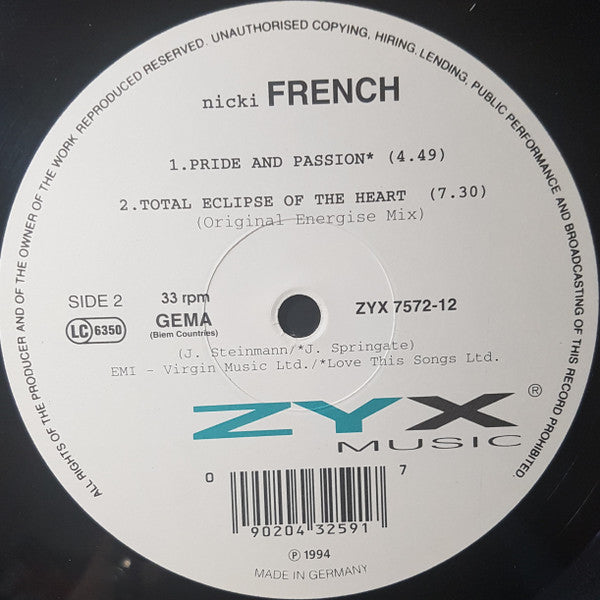 ALL RIGHTS OF THE PRODUCER AND OF THE OWNER OF THE WORK REPRODUCED RESERVED. UNAUTHORISED COPYING, HIRING, LENDING, PUBLIC PERFORMANCE AND BROADCASTING OF THIS RECORD PROHIBITED.
nicki FRENCH
1.PRIDE AND PASSION* (4.49)
2.TOTAL ECLIPSE OF THE HEART (7.30)
(Original Energise Mix)
SIDE 2 33 rpm
LC 6350 GEMA ZYX 7572-12
(Biem Countries)
(J. Steinmann/*J. Springate)
EMI - Virgin Music Ltd./*Love This Songs Ltd.
ZYX ®
MUSIC
0 7
90204 32591
℗ 1994
MADE IN GERMANY